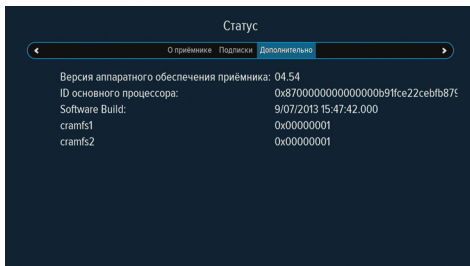 Статус
О приёмнике Подписки Дополнительно
Версия аппаратного обеспечения приёмника: 04.54
ID основного процессора: 0x8700000000000000b91fce22cebfb879
Software Build: 9/07/2013 15:47:42.000
cramfs1 0x00000001
cramfs2 0x00000001